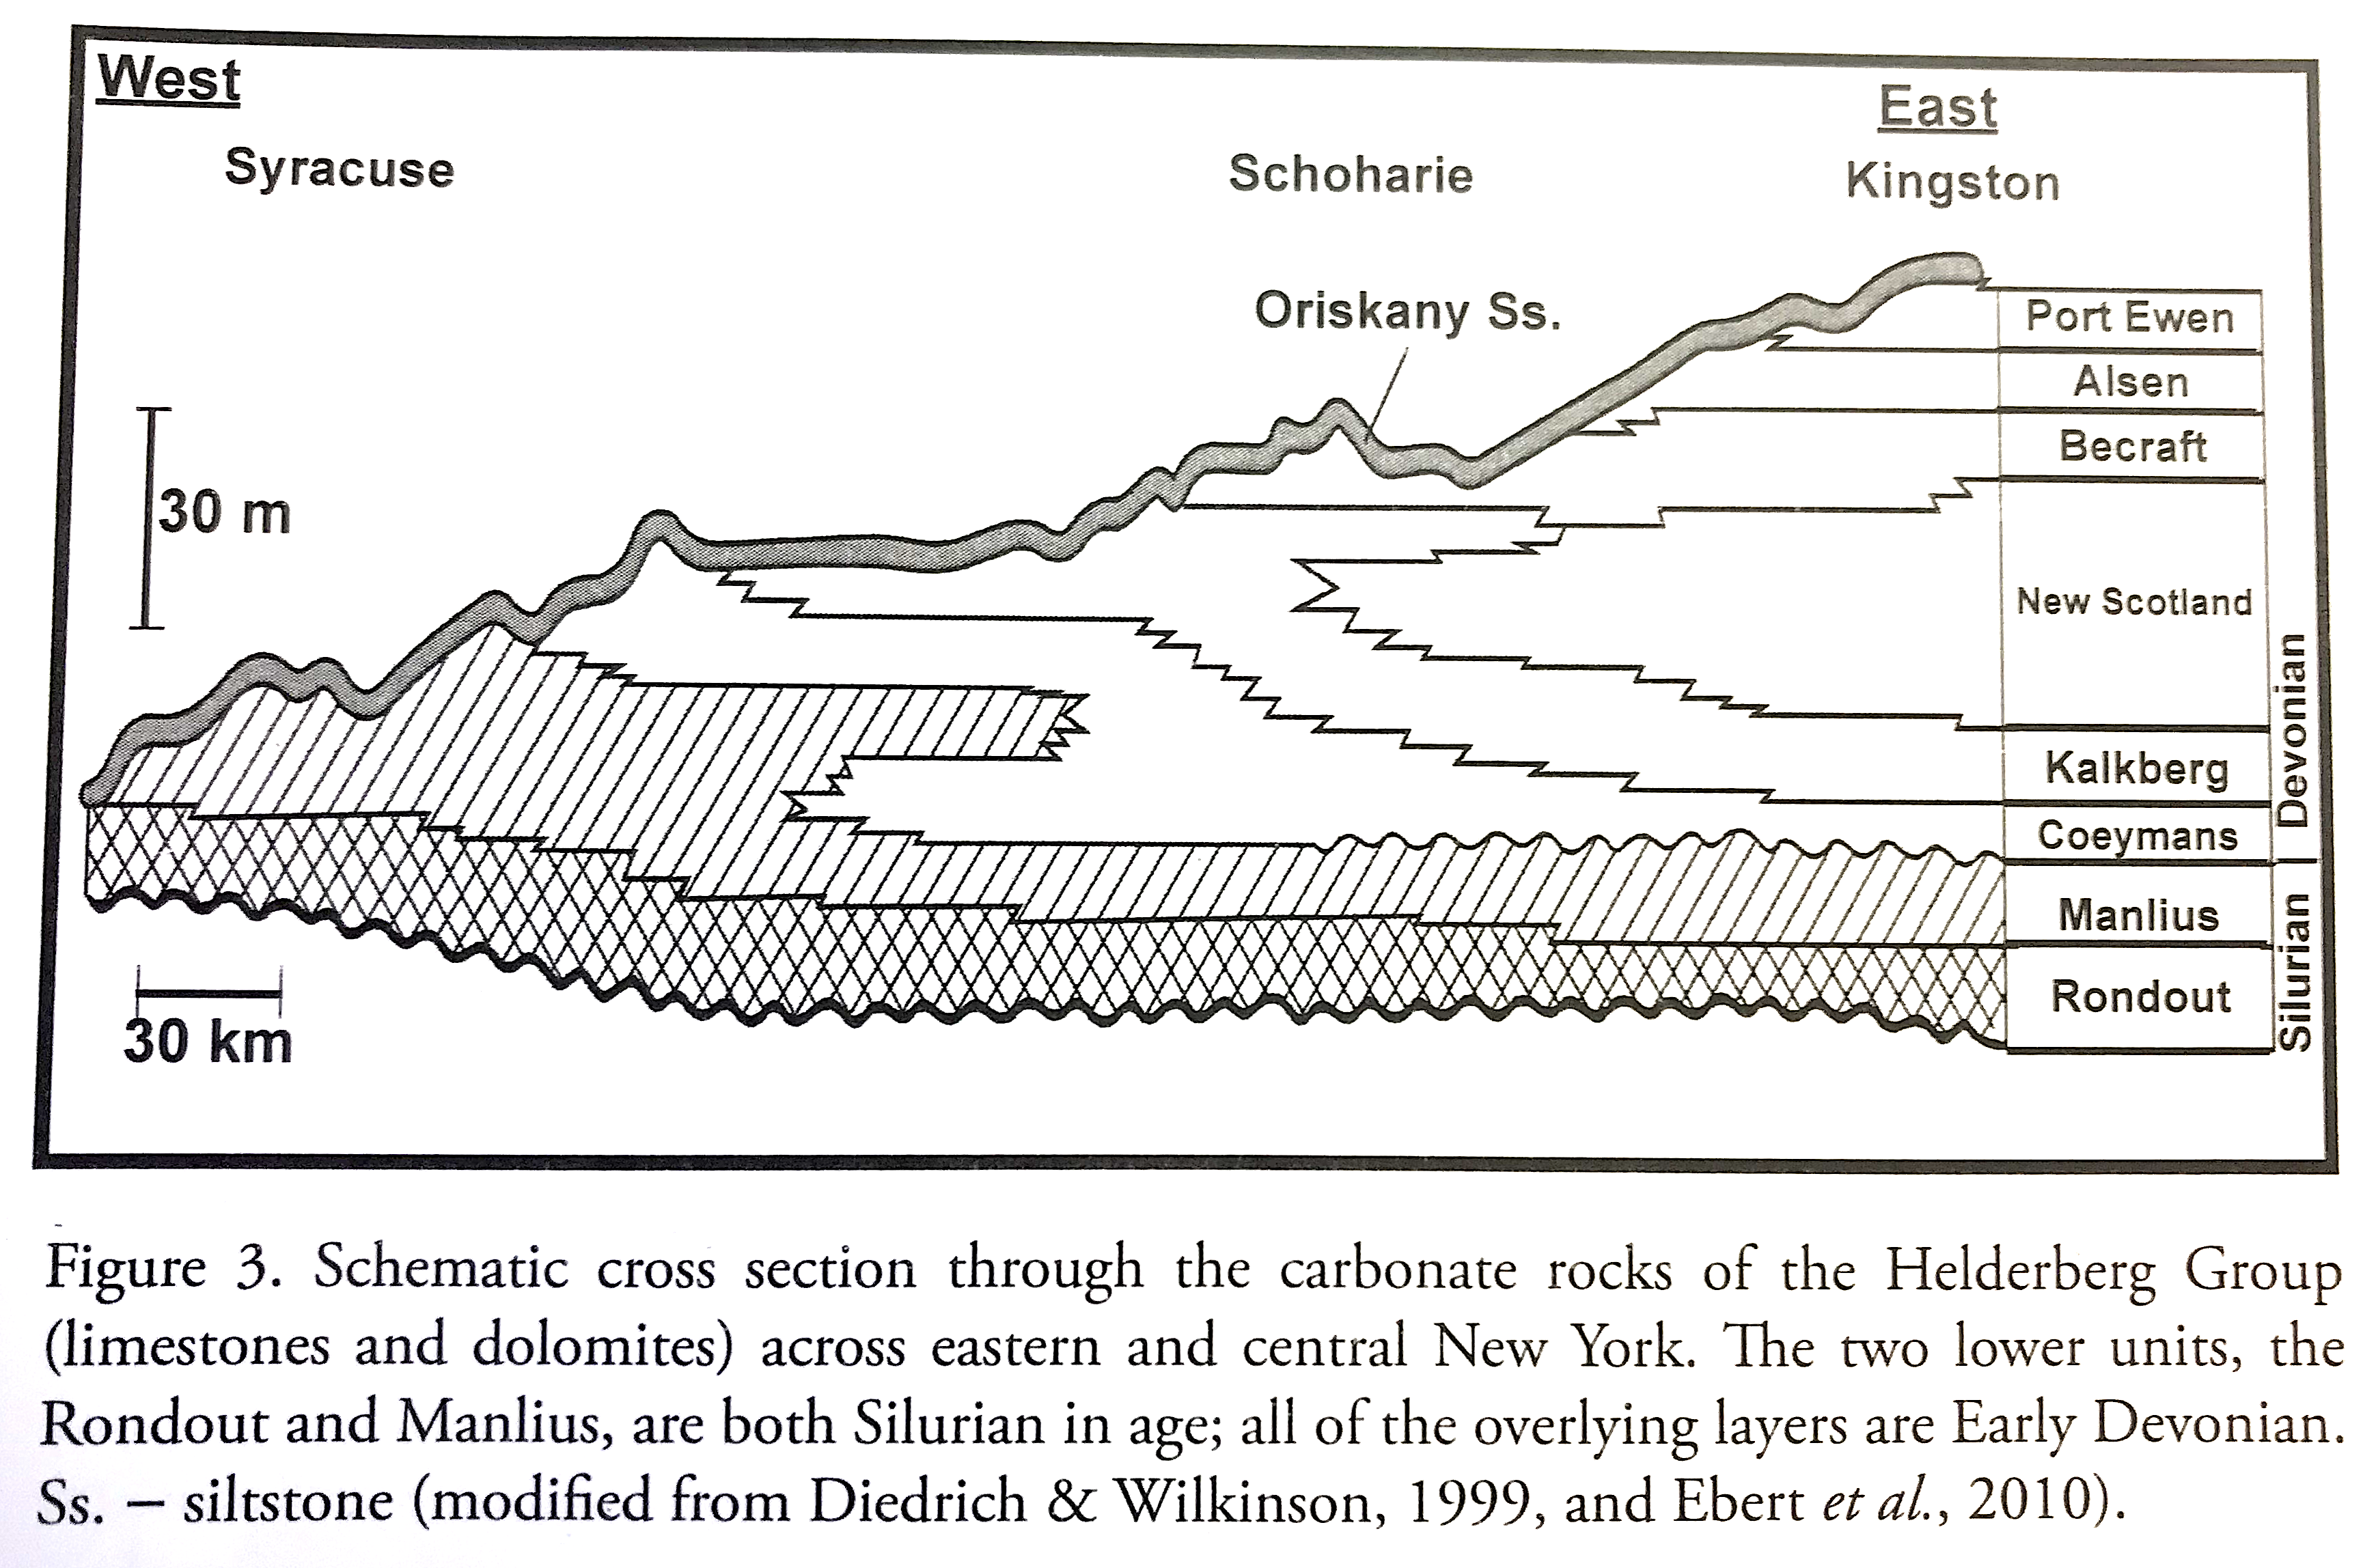 West
East
Syracuse
Schoharie
Kingston
Oriskany Ss.
Port Ewen
Alsen
Becraft
30 m
New Scotland
Devonian
Kalkberg
Coeymans
Manlius
Silurian
Rondout
30 km
Figure 3. Schematic cross section through the carbonate rocks of the Helderberg Group
(limestones and dolomites) across eastern and central New York. The two lower units, the
Rondout and Manlius, are both Silurian in age; all of the overlying layers are Early Devonian.
Ss. – siltstone (modified from Diedrich & Wilkinson, 1999, and Ebert et al., 2010).